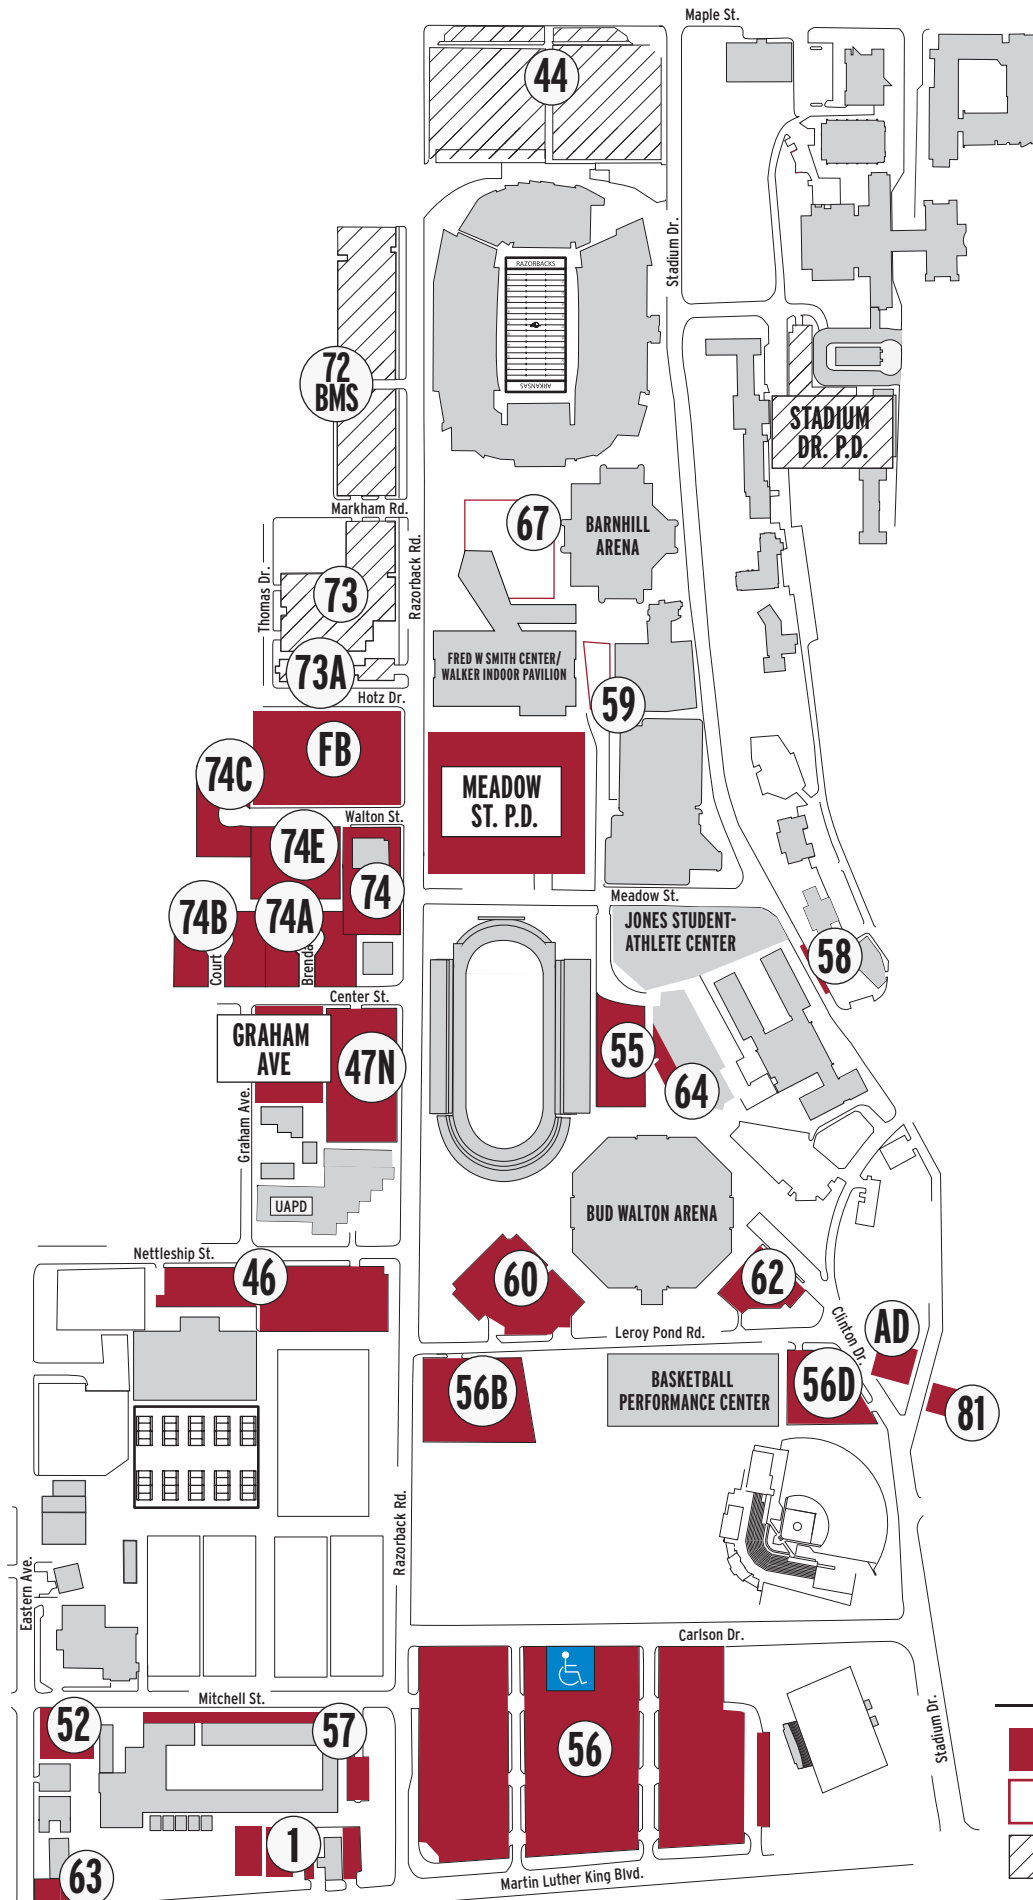 Maple St.
44
Stadium Dr.
RAZORBACKS
ARKANSAS
72
BMS
STADIUM
DR. P.D.
Markham Rd.
67
BARNHILL
ARENA
Razorback Rd.
Thomas Dr.
73
FRED W SMITH CENTER/
WALKER INDOOR PAVILION
73A
Hotz Dr.
59
FB
74C
MEADOW
ST. P.D.
Walton St.
74E
74
Meadow St.
74B
74A
JONES STUDENT-
ATHLETE CENTER
Court
Brenda
58
Center St.
GRAHAM
AVE
47N
55
64
Graham Ave.
UAPD
BUD WALTON ARENA
Nettleship St.
46
60
62
Leroy Pond Rd.
Clinton Dr.
AD
56B
BASKETBALL
PERFORMANCE CENTER
56D
81
Razorback Rd.
Eastern Ave.
Carlson Dr.
Mitchell St.
52
57
56
Stadium Dr.
1
63
Martin Luther King Blvd.